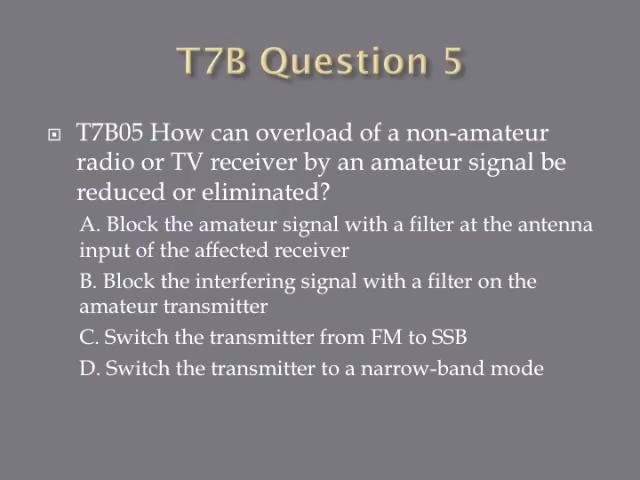 T7B Question 5
T7B05 How can overload of a non-amateur
radio or TV receiver by an amateur signal be
reduced or eliminated?
A. Block the amateur signal with a filter at the antenna
input of the affected receiver
B. Block the interfering signal with a filter on the
amateur transmitter
C. Switch the transmitter from FM to SSB
D. Switch the transmitter to a narrow-band mode